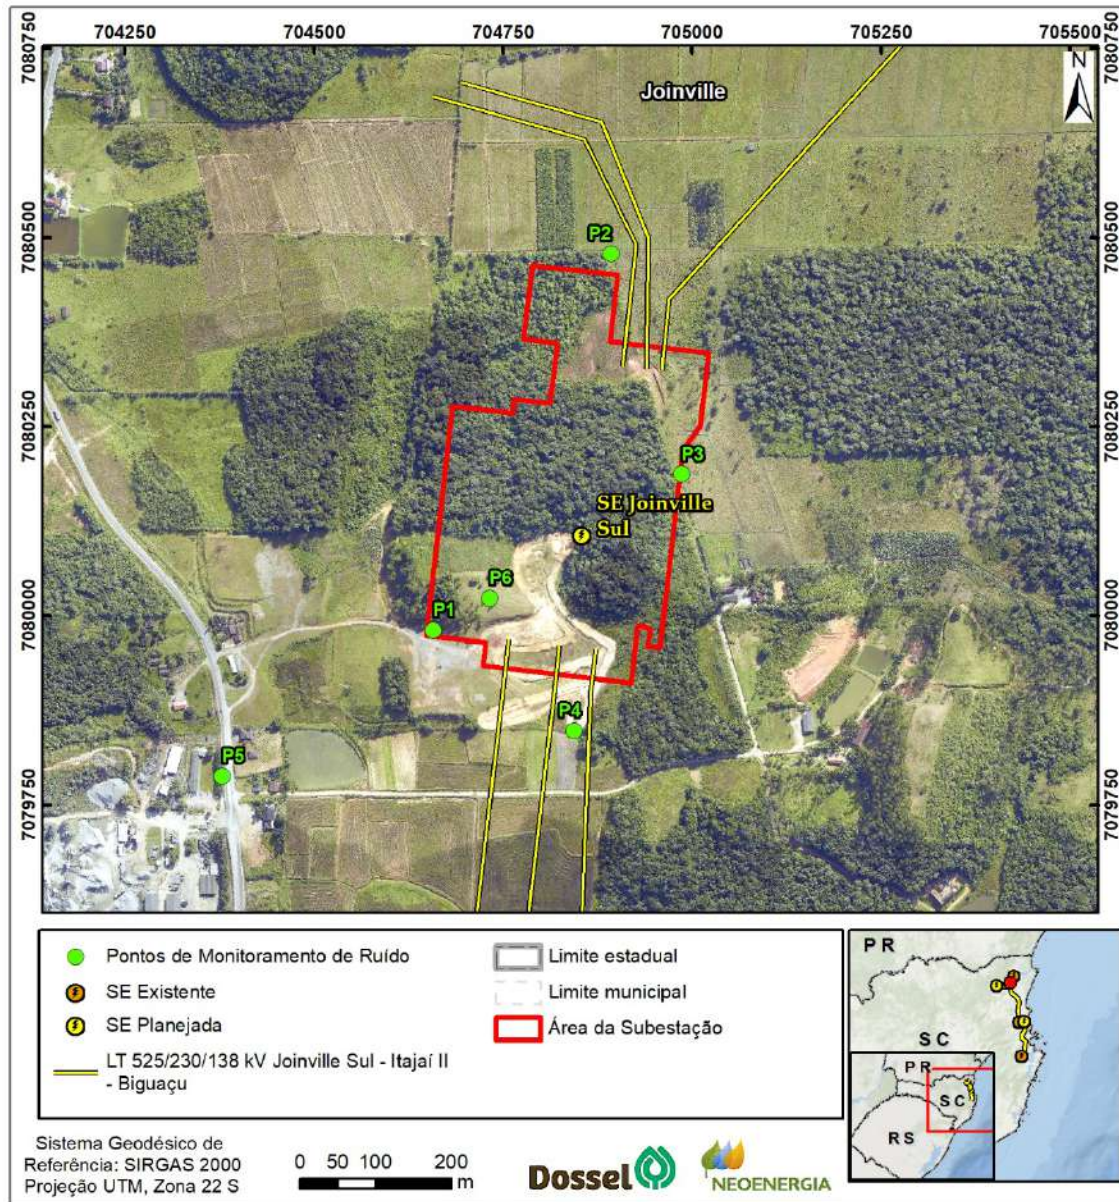 704250 704500 704750 705000 705250 705500
7080750
7080750
N
Joinville
7080500
7080500
P2
7080250
7080250
P3
SE Joinville
Sul
P6
P1
7080000
7080000
P4
P5
7079750
7079750
Pontos de Monitoramento de Ruído
SE Existente
SE Planejada
LT 525/230/138 kV Joinville Sul - Itajaí II
- Biguaçu
Limite estadual
Limite municipal
Área da Subestação
PR
SC
PR
SC
RS
Sistema Geodésico de
Referência: SIRGAS 2000
Projeção UTM, Zona 22 S
0 50 100 200
m
Dossel
NEOENERGIA